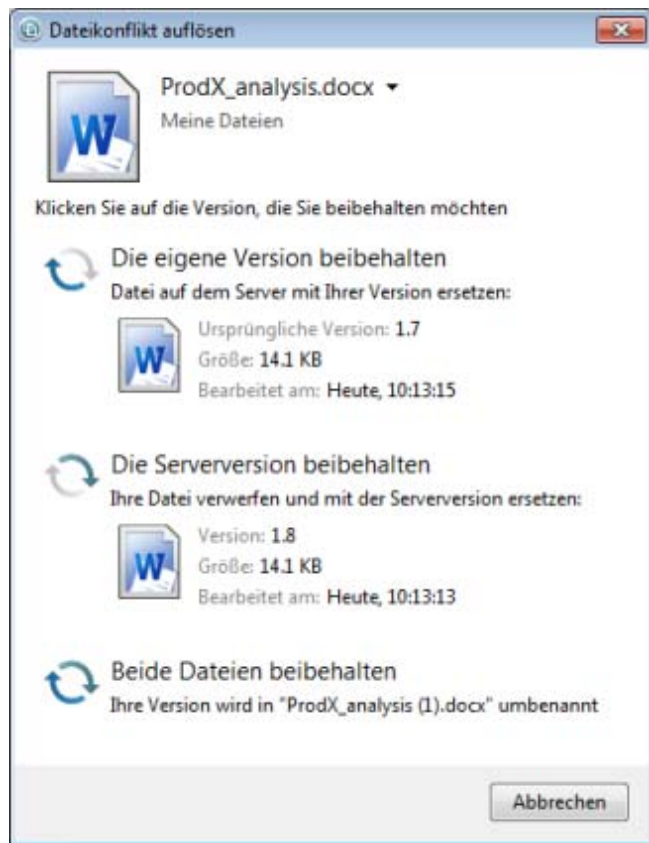 Dateikonflikt auflösen
ProdX_analysis.docx
Meine Dateien
Klicken Sie auf die Version, die Sie beibehalten möchten
Die eigene Version beibehalten
Datei auf dem Server mit Ihrer Version ersetzen:
Ursprüngliche Version: 1.7
Größe: 14.1 KB
Bearbeitet am: Heute, 10:13:15
Die Serverversion beibehalten
Ihre Datei verwerfen und mit der Serverversion ersetzen:
Version: 1.8
Größe: 14.1 KB
Bearbeitet am: Heute, 10:13:13
Beide Dateien beibehalten
Ihre Version wird in "ProdX_analysis (1).docx" umbenannt
Abbrechen